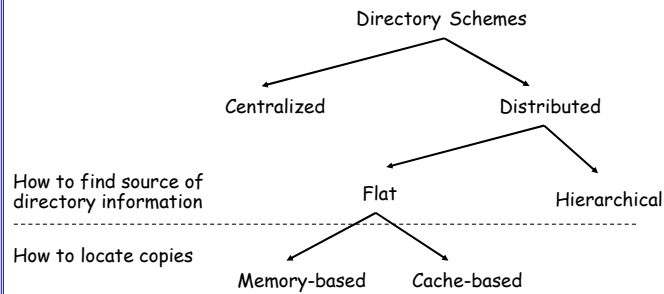 Directory Schemes
Centralized Distributed
How to find source of
directory information
Flat
Hierarchical
How to locate copies
Memory-based Cache-based